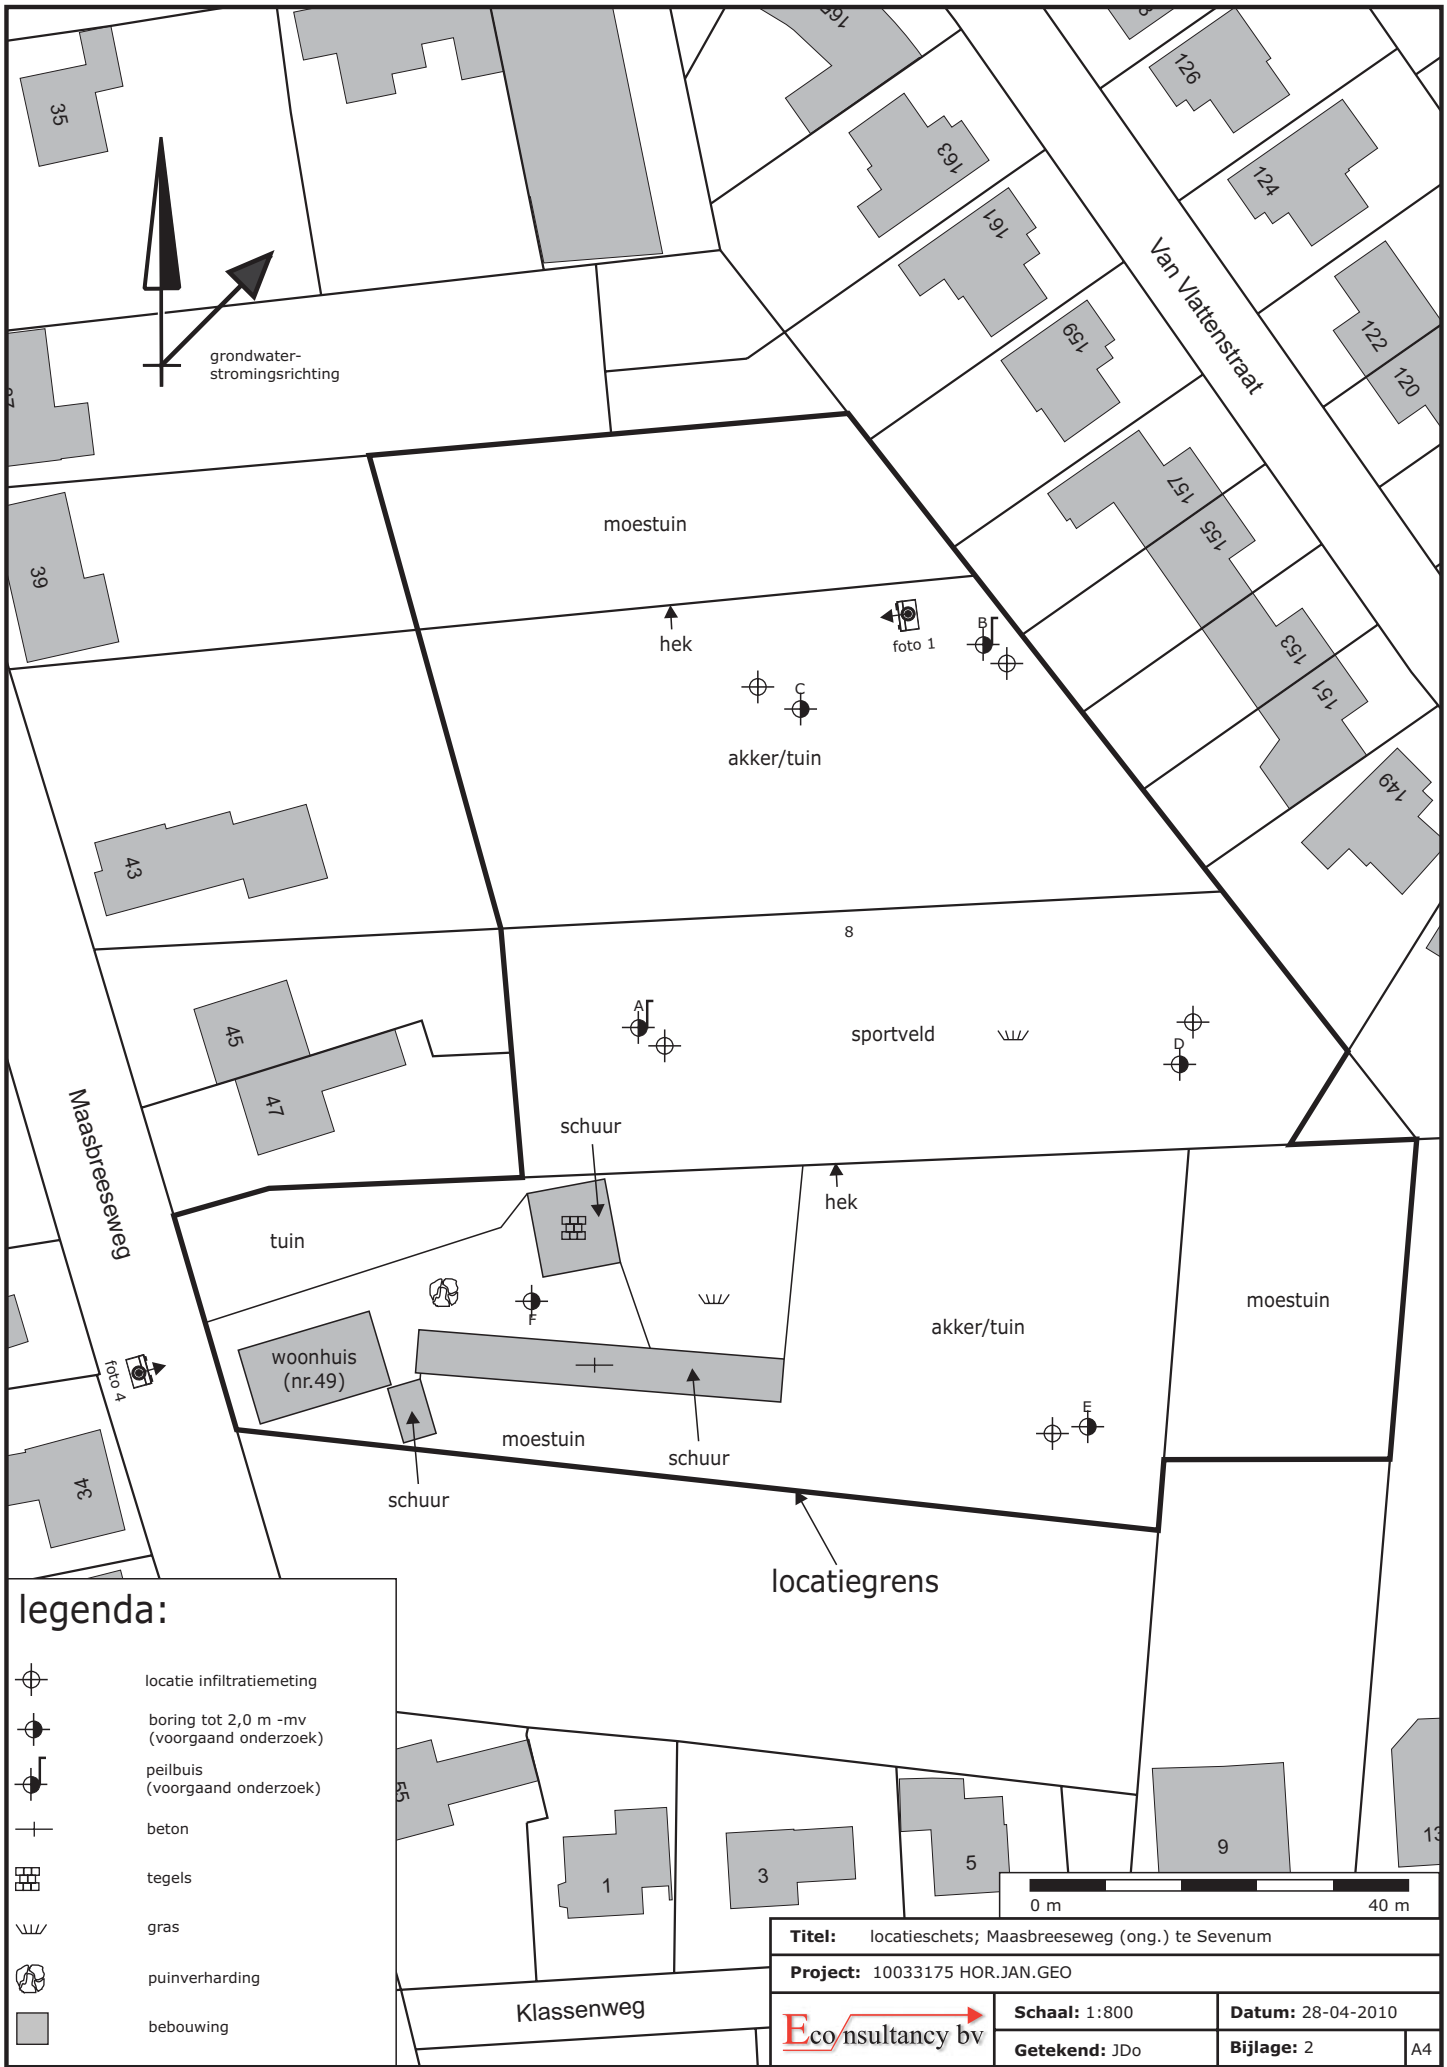 35
165
163
161
159
157
155
153
151
149
126
124
122
120
Van Vlattenstraat
grondwater-
stromingsrichting
39
43
45
47
34
Maasbreeseweg
moestuin
hek
foto 1
B
C
akker/tuin
8
A
sportveld
D
schuur
hek
tuin
F
woonhuis
(nr.49)
akker/tuin
moestuin
foto 4
E
moestuin
schuur
schuur
locatiegrens
legenda:
locatie infiltratiemeting
boring tot 2,0 m -mv
(voorgaand onderzoek)
peilbuis
(voorgaand onderzoek)
beton
tegels
gras
puinverharding
bebouwing
55
1
3
5
9
13
Klassenweg
0 m 40 m
Titel: locatieschets; Maasbreeseweg (ong.) te Sevenum
Project: 10033175 HOR.JAN.GEO
Econsultancy bv
Schaal: 1:800 Datum: 28-04-2010
Getekend: JDo Bijlage: 2 A4